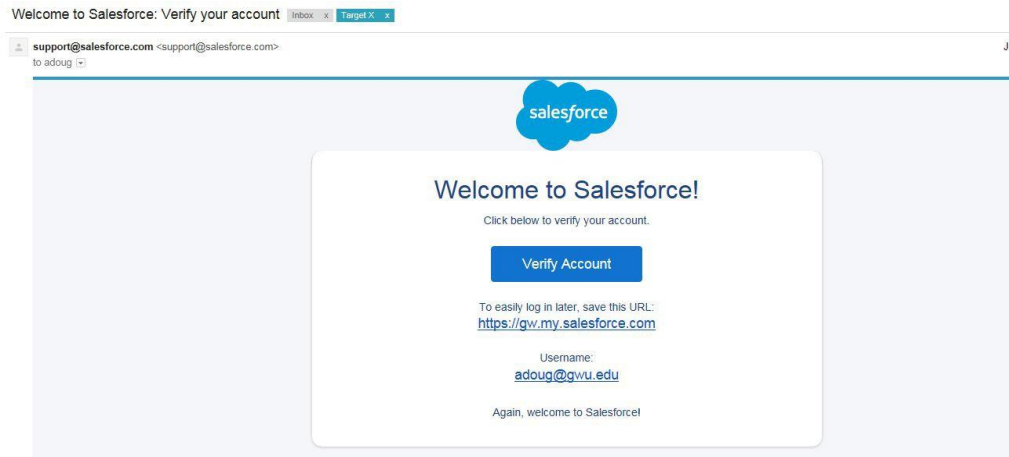 Welcome to Salesforce: Verify your account Inbox x Target X x
support@salesforce.com <support@salesforce.com>
to adoug
salesforce
Welcome to Salesforce!
Click below to verify your account.
Verify Account
To easily log in later, save this URL:
https://gw.my.salesforce.com
Username:
adoug@gwu.edu
Again, welcome to Salesforce!